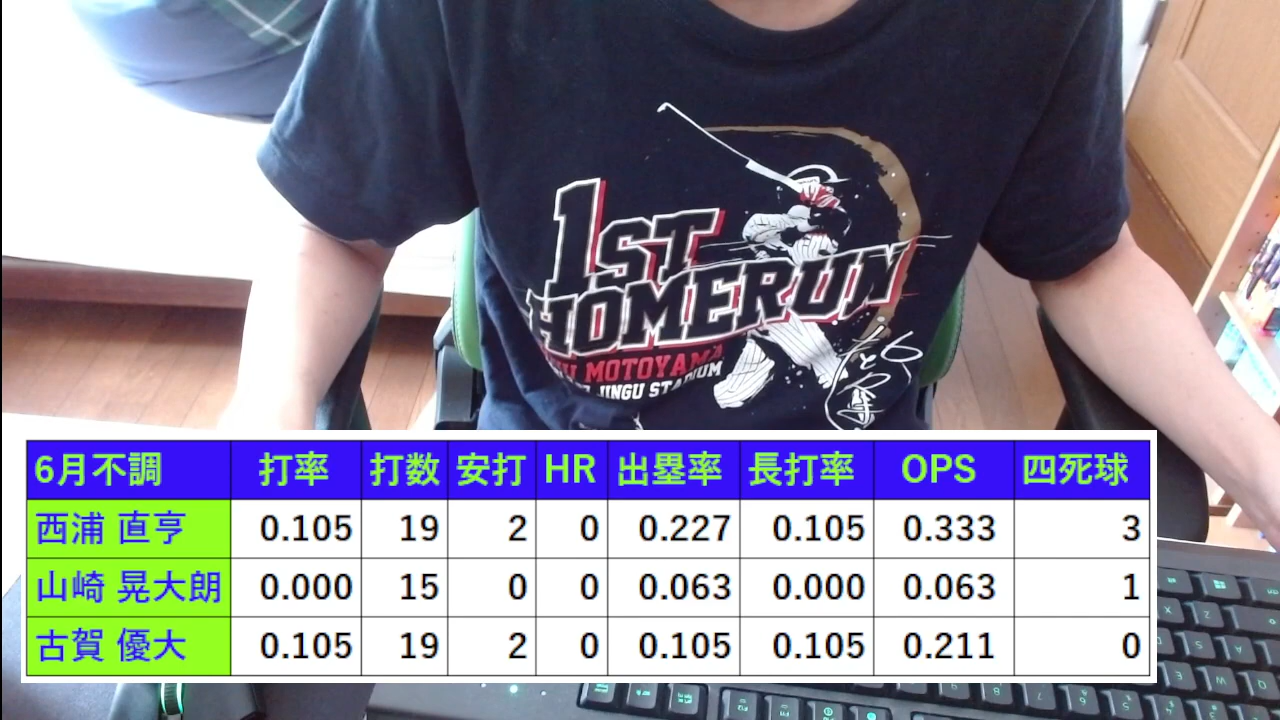 1ST
HOMERUN
MOTOYAMA
JINGU STADIUM
6月不調 打率 打数 安打 HR 出塁率 長打率 OPS 四死球
西浦 直亨 0.105 19 2 0 0.227 0.105 0.333 3
山崎 晃大朗 0.000 15 0 0 0.063 0.000 0.063 1
古賀 優大 0.105 19 2 0 0.105 0.105 0.211 0